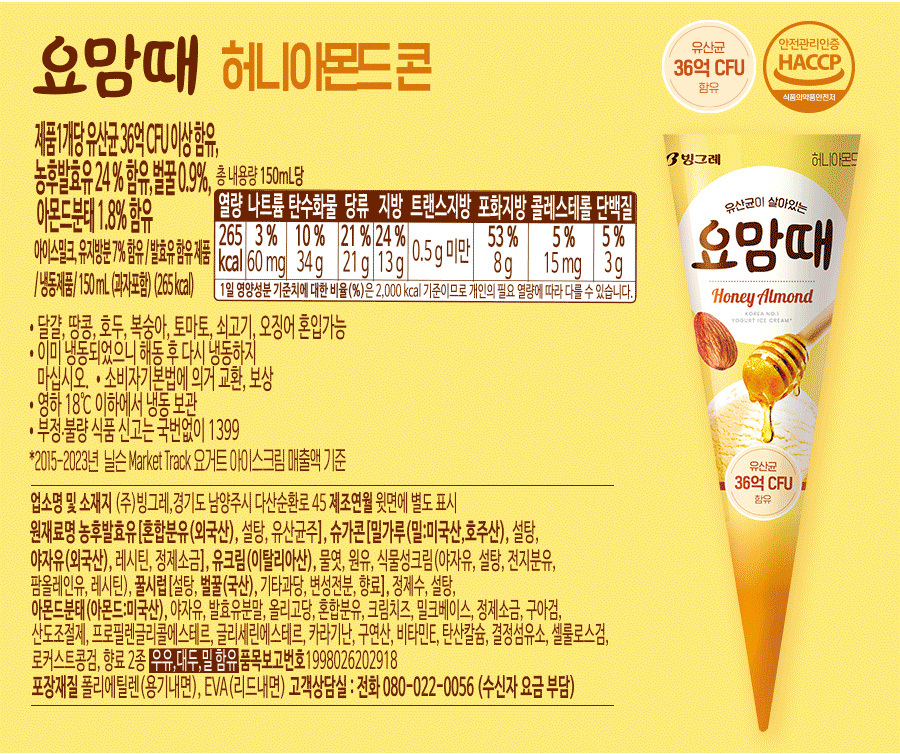 요맘때 허니아몬드 콘
유산균
36억 CFU
함유
안전관리인증
HACCP
식품의약품안전처
제품1개당 유산균 36억 CFU 이상 함유,
농후발효유 24% 함유, 벌꿀 0.9%,
아몬드분태 1.8% 함유
아이스밀크, 유지방분 7% 함유 / 발효유 함유 제품
/ 냉동제품 / 150 mL (과자포함) (265 kcal)
총 내용량 150mL당
열량 나트륨 탄수화물 당류 지방 트랜스지방 포화지방 콜레스테롤 단백질
265 kcal 3% 60 mg 10% 34 g 21% 21 g 24% 13 g 0.5 g 미만 53% 8 g 5% 15 mg 5% 3 g
1일 영양성분 기준치에 대한 비율(%)은 2,000 kcal 기준이므로 개인의 필요 열량에 따라 다를 수 있습니다.
• 달걀, 땅콩, 호두, 복숭아, 토마토, 쇠고기, 오징어 혼입가능
• 이미 냉동되었으니 해동 후 다시 냉동하지
마십시오. • 소비자기본법에 의거 교환, 보상
• 영하 18℃ 이하에서 냉동 보관
• 부정·불량 식품 신고는 국번없이 1399
*2015-2023년 닐슨 Market Track 요거트 아이스크림 매출액 기준
업소명 및 소재지 (주)빙그레, 경기도 남양주시 다산순환로 45 제조연월 윗면에 별도 표시
원재료명 농후발효유 [혼합분유(외국산), 설탕, 유산균주], 슈가콘 [밀가루(밀:미국산,호주산), 설탕,
야자유(외국산), 레시틴, 정제소금], 유크림(이탈리아산), 물엿, 원유, 식물성크림(야자유, 설탕, 전지분유,
팜올레인유, 레시틴), 꿀시럽[설탕, 벌꿀(국산), 기타과당, 변성전분, 향료], 정제수, 설탕,
아몬드분태(아몬드:미국산), 야자유, 발효유분말, 올리고당, 혼합분유, 크림치즈, 밀크베이스, 정제소금, 구아검,
산도조절제, 프로필렌글리콜에스테르, 글리세린에스테르, 카라기난, 구연산, 비타민E, 탄산칼슘, 결정섬유소, 셀룰로스검,
로커스트콩검, 향료 2종 우유,대두,밀 함유 품목보고번호 1998026202918
포장재질 폴리에틸렌(용기내면), EVA(리드내면) 고객상담실 : 전화 080-022-0056 (수신자 요금 부담)
빙그레
허니아몬드
유산균이 살아있는
요맘때
Honey Almond
KOREA NO.1
YOGURT ICE CREAM*
유산균
36억 CFU
함유